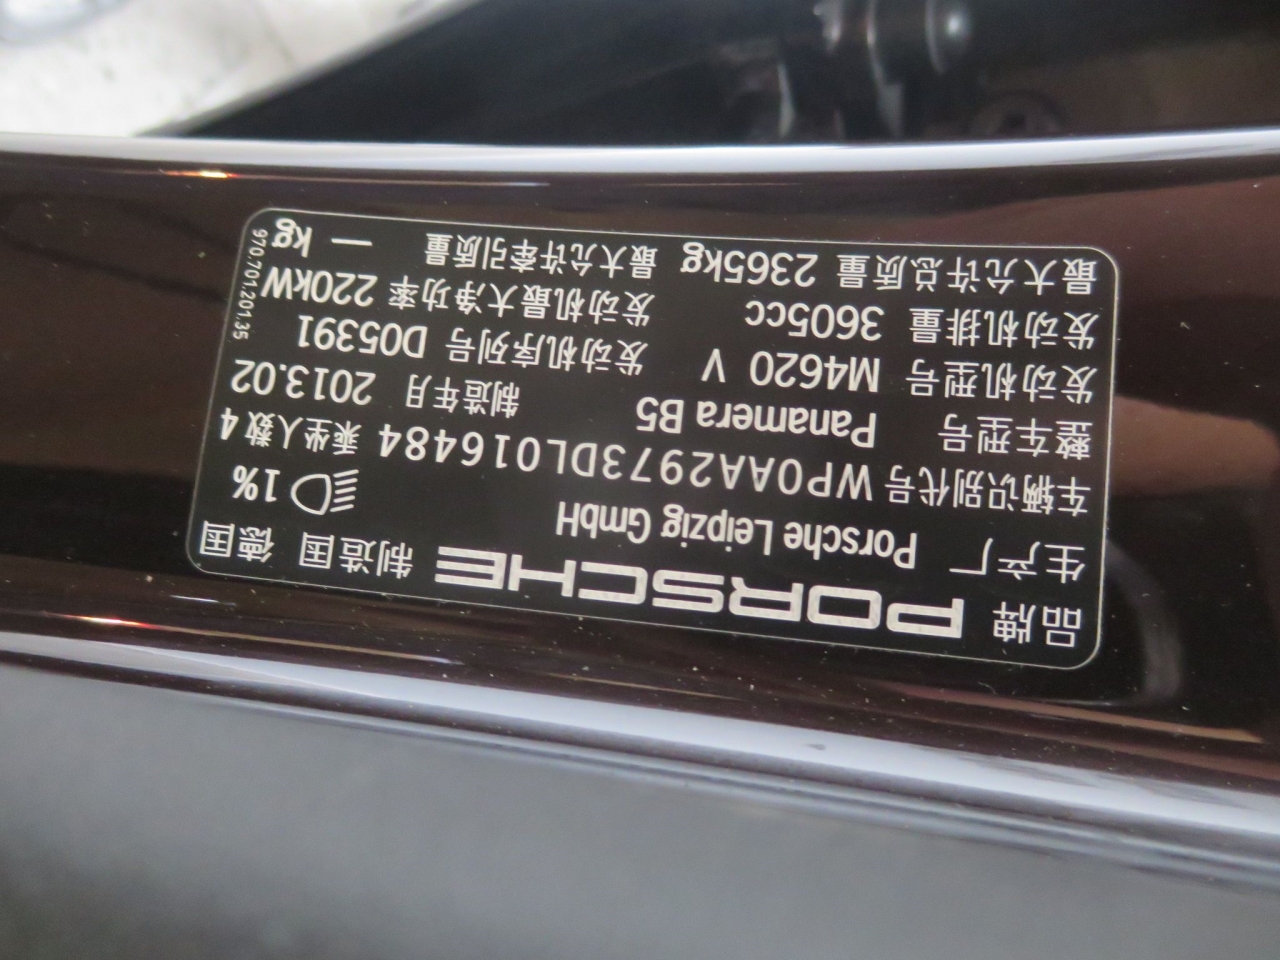 品牌 PORSCHE 制造国 德国
生产厂 Porsche Leipzig GmbH 1%
车辆识别代号 WP0AA2973DL016484 乘坐人数 4
整车型号 Panamera B5 制造年月 2013.02
发动机型号 M4620 V 发动机序列号 D05391
发动机排量 3605cc 发动机最大净功率 220kW
最大允许总质量 2365kg 最大允许牵引质量 — kg
970.701.201.35